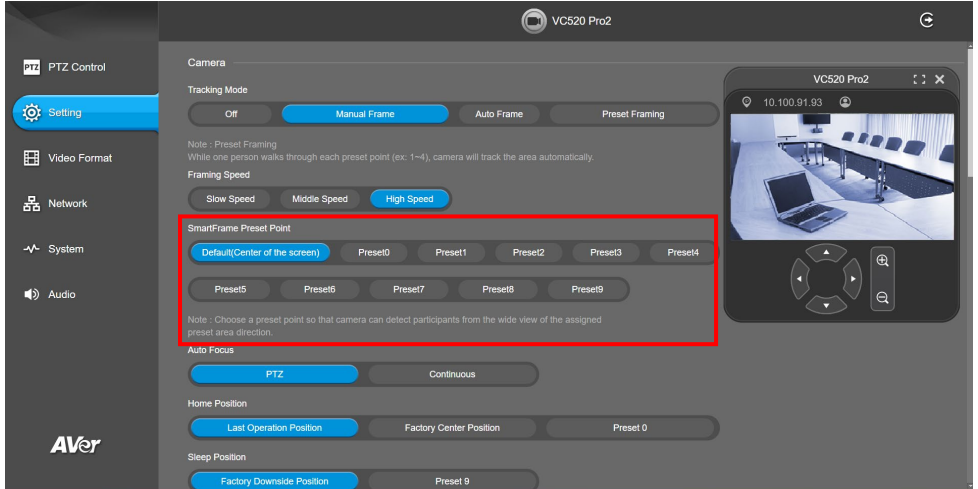 VC520 Pro2
PTZ PTZ Control
Setting
Video Format
Network
System
Audio
AVer
Camera
Tracking Mode
Off Manual Frame Auto Frame Preset Framing
Note : Preset Framing
While one person walks through each preset point (ex: 1~4), camera will track the area automatically.
Framing Speed
Slow Speed Middle Speed High Speed
SmartFrame Preset Point
Default(Center of the screen) Preset0 Preset1 Preset2 Preset3 Preset4
Preset5 Preset6 Preset7 Preset8 Preset9
Note : Choose a preset point so that camera can detect participants from the wide view of the assigned
preset area direction.
Auto Focus
PTZ Continuous
Home Position
Last Operation Position Factory Center Position Preset 0
Sleep Position
Factory Downside Position Preset 9
VC520 Pro2
10.100.91.93